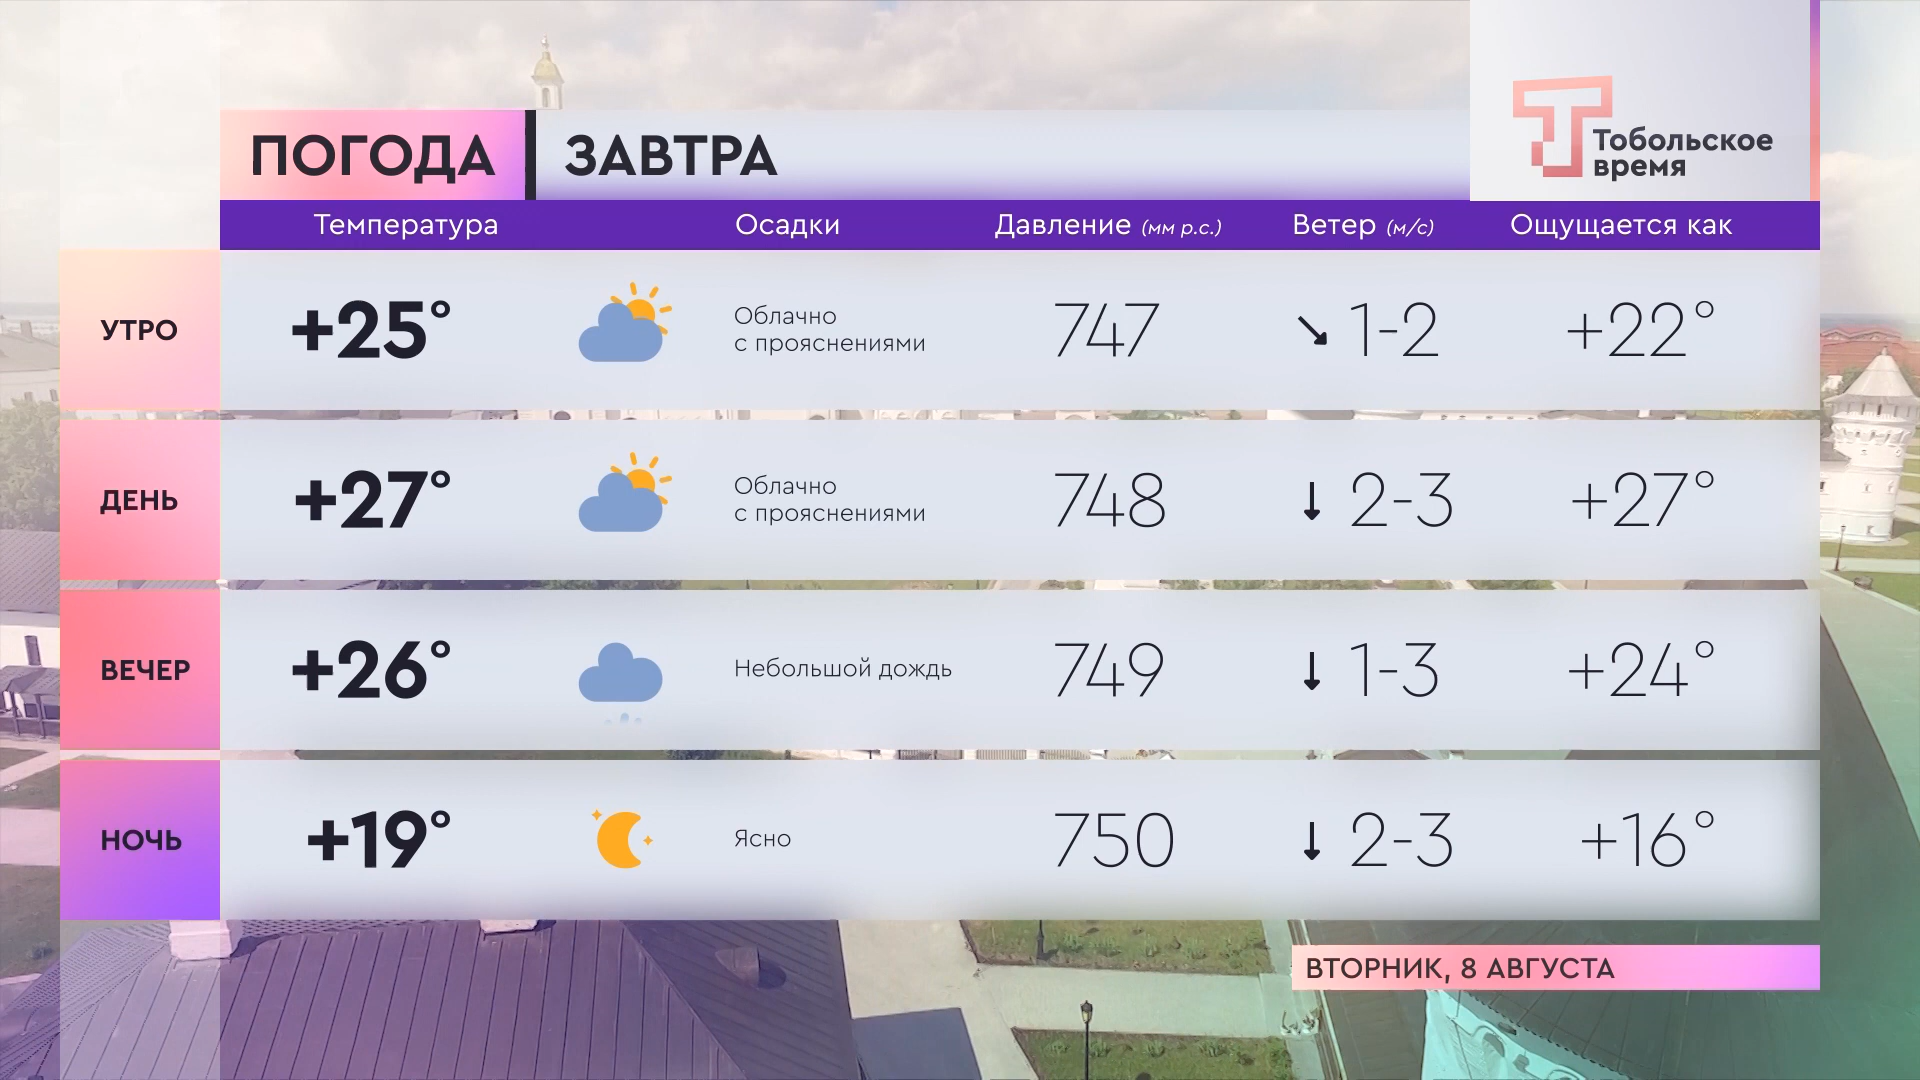 Тобольское
время
ПОГОДА ЗАВТРА
Температура Осадки Давление (мм р.с.) Ветер (м/с) Ощущается как
УТРО +25° Облачно
с прояснениями 747 1-2 +22°
ДЕНЬ +27° Облачно
с прояснениями 748 2-3 +27°
ВЕЧЕР +26° Небольшой дождь 749 1-3 +24°
НОЧЬ +19° Ясно 750 2-3 +16°
ВТОРНИК, 8 АВГУСТА